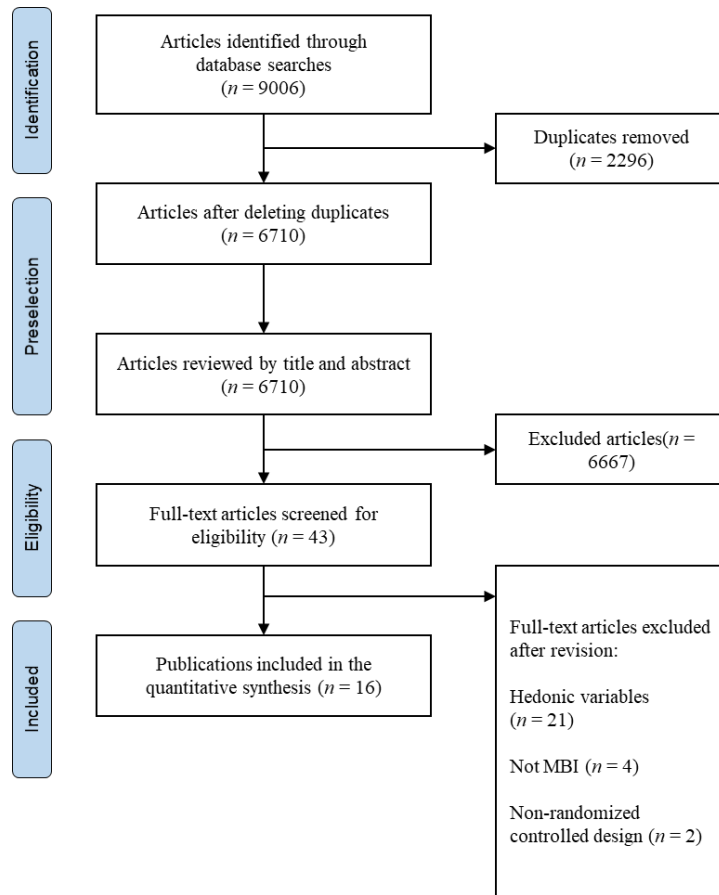 Identification
Articles identified through
database searches
(n = 9006)
Duplicates removed
(n = 2296)
Preselection
Articles after deleting duplicates
(n = 6710)
Articles reviewed by title and abstract
(n = 6710)
Excluded articles(n =
6667)
Eligibility
Full-text articles screened for
eligibility (n = 43)
Included
Publications included in the
quantitative synthesis (n = 16)
Full-text articles excluded
after revision:
Hedonic variables
(n = 21)
Not MBI (n = 4)
Non-randomized
controlled design (n = 2)